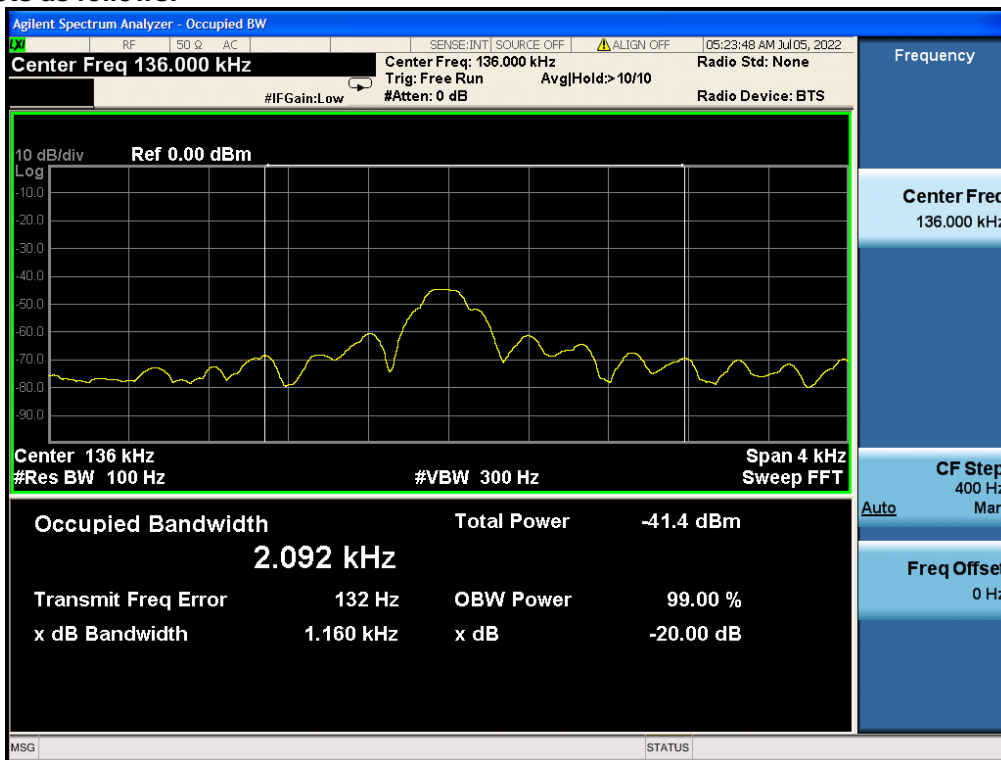 Agilent Spectrum Analyzer - Occupied BW
LXI RF 50 Ω AC SENSE:INT SOURCE OFF ALIGN OFF 05:23:48 AM Jul 05, 2022
Center Freq 136.000 kHz
Center Freq: 136.000 kHz Radio Std: None
Trig: Free Run Avg|Hold:>10/10
#IFGain:Low #Atten: 0 dB Radio Device: BTS
10 dB/div Ref 0.00 dBm
Log
-10.0
-20.0
-30.0
-40.0
-50.0
-60.0
-70.0
-80.0
-90.0
Center 136 kHz Span 4 kHz
#Res BW 100 Hz #VBW 300 Hz Sweep FFT
Occupied Bandwidth Total Power -41.4 dBm
2.092 kHz
Transmit Freq Error 132 Hz OBW Power 99.00 %
x dB Bandwidth 1.160 kHz x dB -20.00 dB
MSG STATUS
Frequency
Center Freq
136.000 kHz
CF Step
400 Hz
Auto Man
Freq Offset
0 Hz